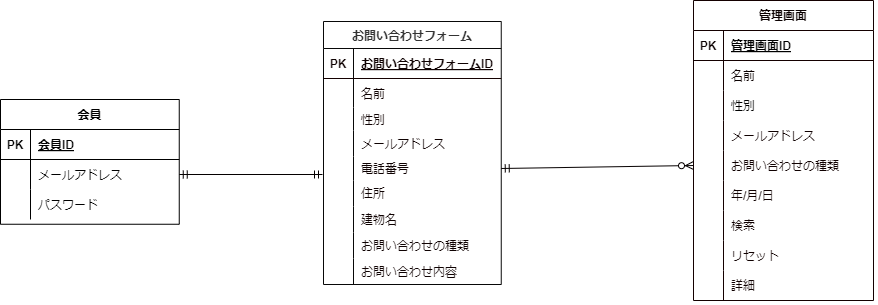 会員
PK 会員ID
メールアドレス
パスワード
お問い合わせフォーム
PK お問い合わせフォームID
名前
性別
メールアドレス
電話番号
住所
建物名
お問い合わせの種類
お問い合わせ内容
管理画面
PK 管理画面ID
名前
性別
メールアドレス
お問い合わせの種類
年/月/日
検索
リセット
詳細